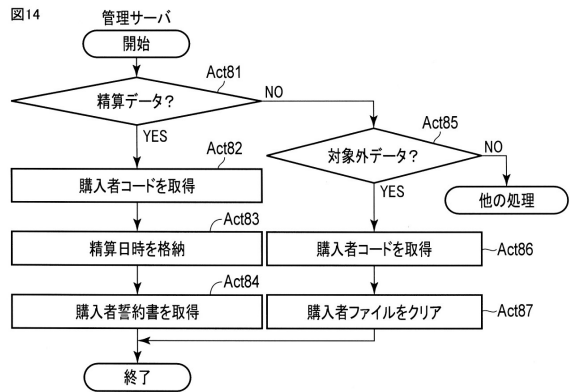 図14
管理サーバ
開始
Act81
精算データ？
NO
YES
Act82
購入者コードを取得
Act83
精算日時を格納
Act84
購入者誓約書を取得
Act85
対象外データ？
NO
YES
他の処理
購入者コードを取得
Act86
購入者ファイルをクリア
Act87
終了